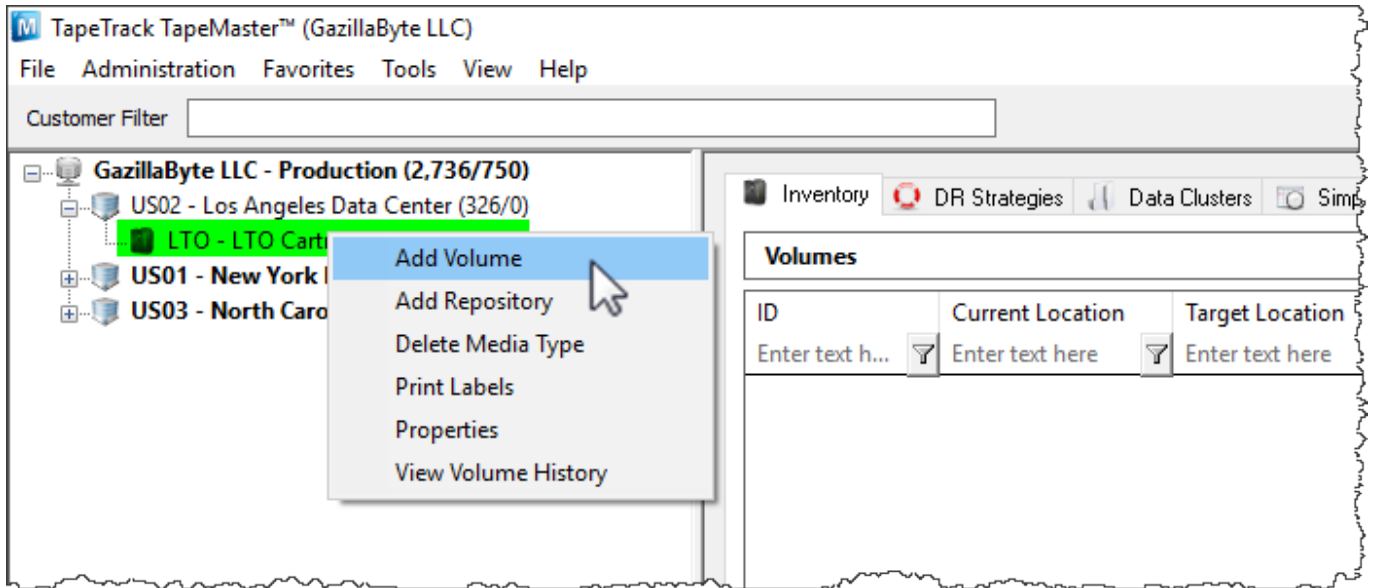 TapeTrack TapeMaster™ (GazillaByte LLC)
File Administration Favorites Tools View Help
Customer Filter
GazillaByte LLC - Production (2,736/750)
US02 - Los Angeles Data Center (326/0)
LTO - LTO
US01 - New York
US03 - North
Add Volume
Add Repository
Delete Media Type
Print Labels
Properties
View Volume History
Inventory DR Strategies Data Clusters
Volumes
ID Current Location Target Location
Enter text h... Enter text here Enter text here